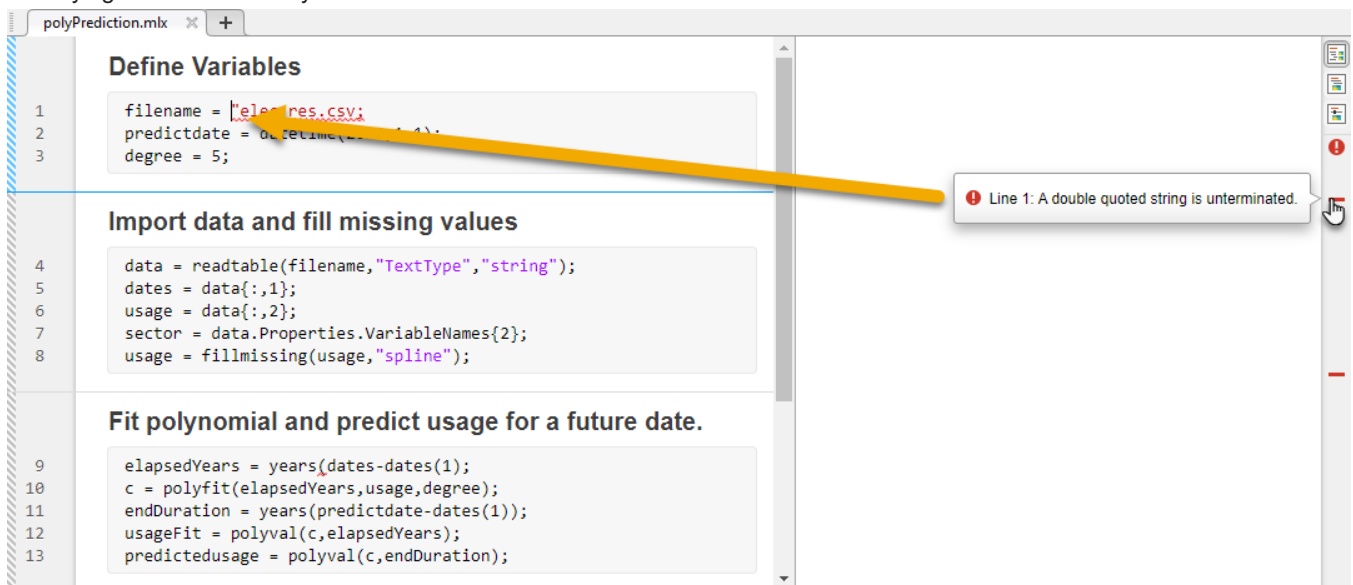 polyPrediction.mlx
Define Variables
1 filename = "electres.csv;
2 predictdate = datetime( 1);
3 degree = 5;
Line 1: A double quoted string is unterminated.
Import data and fill missing values
4 data = readtable(filename,"TextType","string");
5 dates = data{:,1};
6 usage = data{:,2};
7 sector = data.Properties.VariableNames{2};
8 usage = fillmissing(usage,"spline");
Fit polynomial and predict usage for a future date.
9 elapsedYears = years(dates-dates(1);
10 c = polyfit(elapsedYears,usage,degree);
11 endDuration = years(predictdate-dates(1));
12 usageFit = polyval(c,elapsedYears);
13 predictedusage = polyval(c,endDuration);